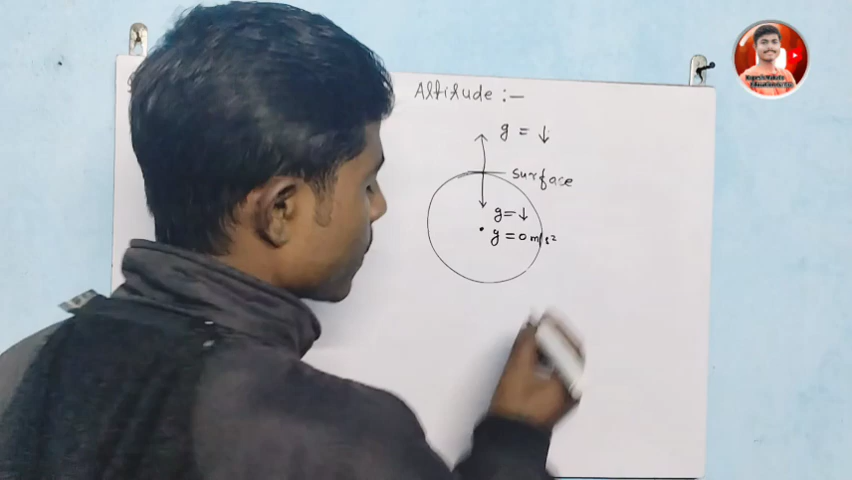 Altitude :-
g = ↓
surface
g=↓
g = 0 m/s²